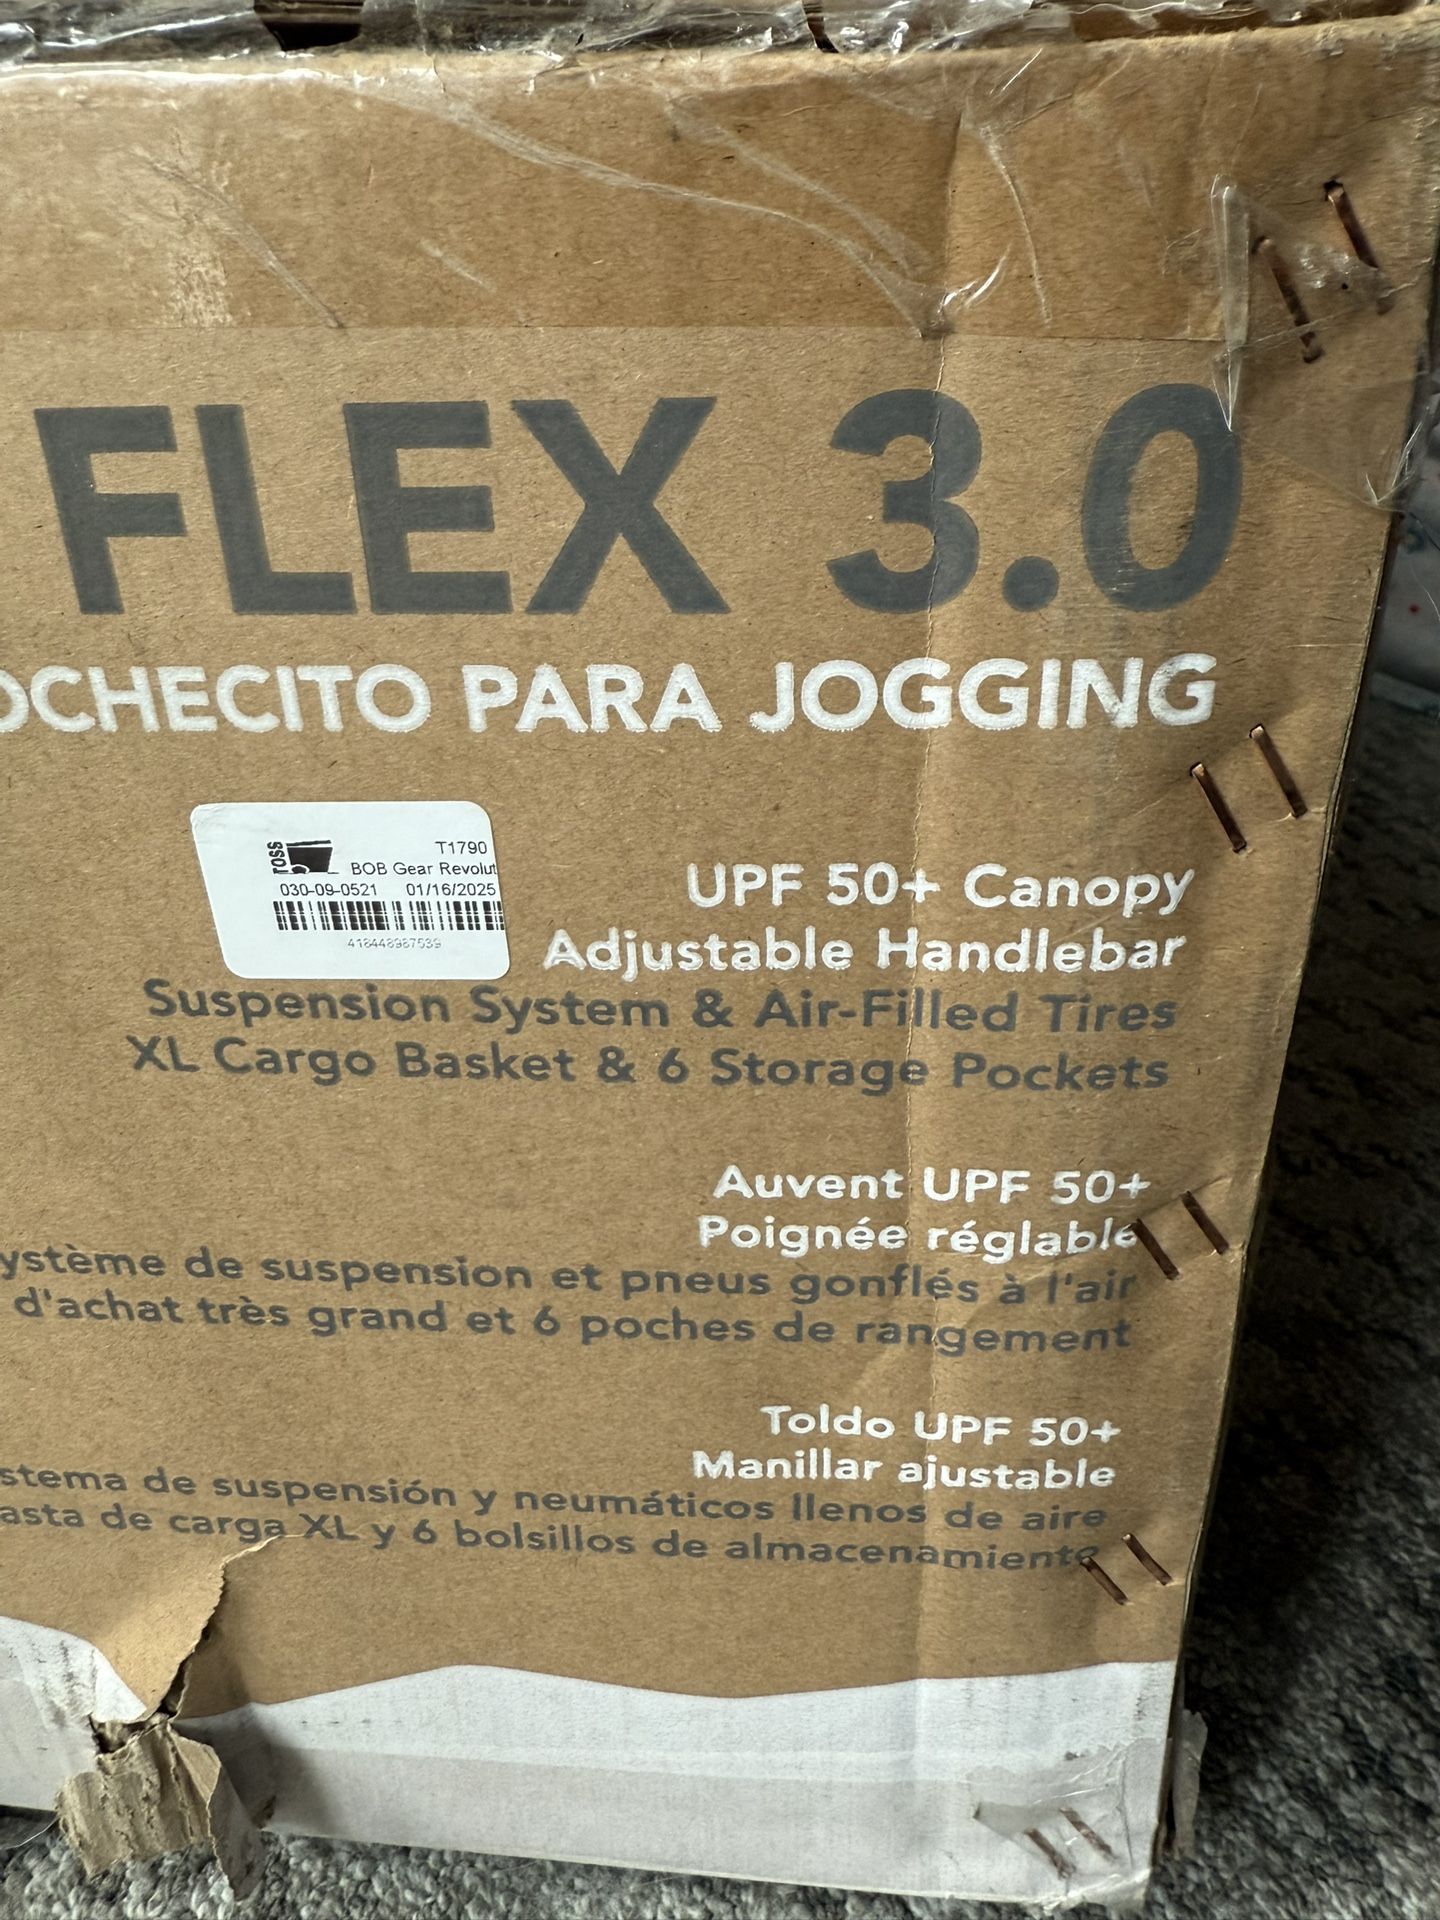 FLEX 3.0
OCHECITO PARA JOGGING
ross
T1790
BOB Gear Revolut
030-09-0521 01/16/2025
418448987539
UPF 50+ Canopy
Adjustable Handlebar
Suspension System & Air-Filled Tires
XL Cargo Basket & 6 Storage Pockets
Auvent UPF 50+
Poignée réglable
ystème de suspension et pneus gonflés à l'air
d'achat très grand et 6 poches de rangement
Toldo UPF 50+
Manillar ajustable
stema de suspensión y neumáticos llenos de aire
asta de carga XL y 6 bolsillos de almacenamiento